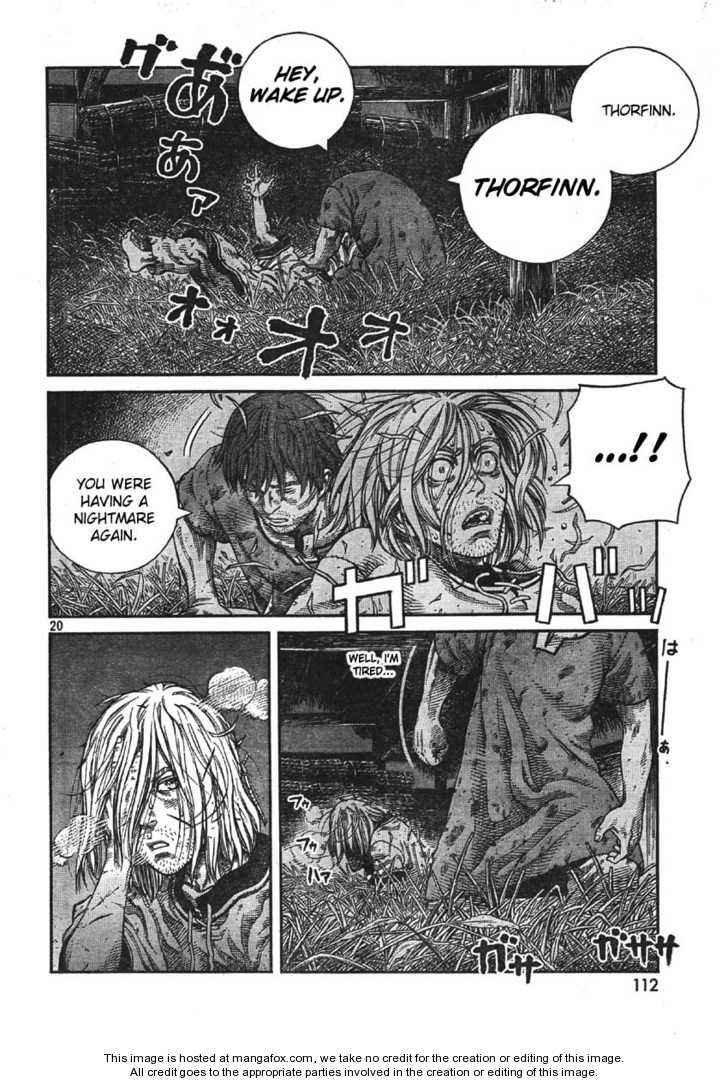 THORFINN.
THORFINN.
HEY,
WAKE UP.
グ
あ
あ
ァ
オォ
オオオ
...!!
YOU WERE
HAVING A
NIGHTMARE
AGAIN.
ガバッ
20
WELL, I'M
TIRED...
はーぁ。
フッ
フッ
ハァ
ガサ
ガササ
112
This image is hosted at mangafox.com, we take no credit for the creation or editing of this image.
All credit goes to the appropriate parties involved in the creation or editing of this image.